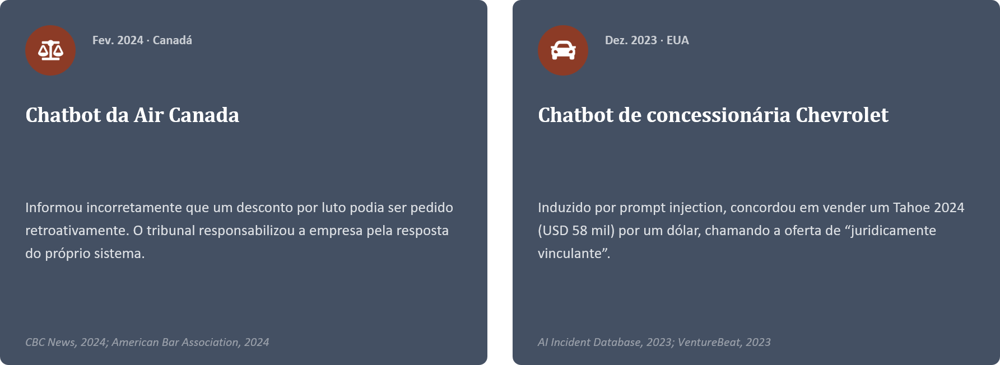 Fev. 2024 · Canadá
Chatbot da Air Canada
Informou incorretamente que um desconto por luto podia ser pedido
retroativamente. O tribunal responsabilizou a empresa pela resposta
do próprio sistema.
CBC News, 2024; American Bar Association, 2024
Dez. 2023 · EUA
Chatbot de concessionária Chevrolet
Induzido por prompt injection, concordou em vender um Tahoe 2024
(USD 58 mil) por um dólar, chamando a oferta de “juridicamente
vinculante”.
AI Incident Database, 2023; VentureBeat, 2023